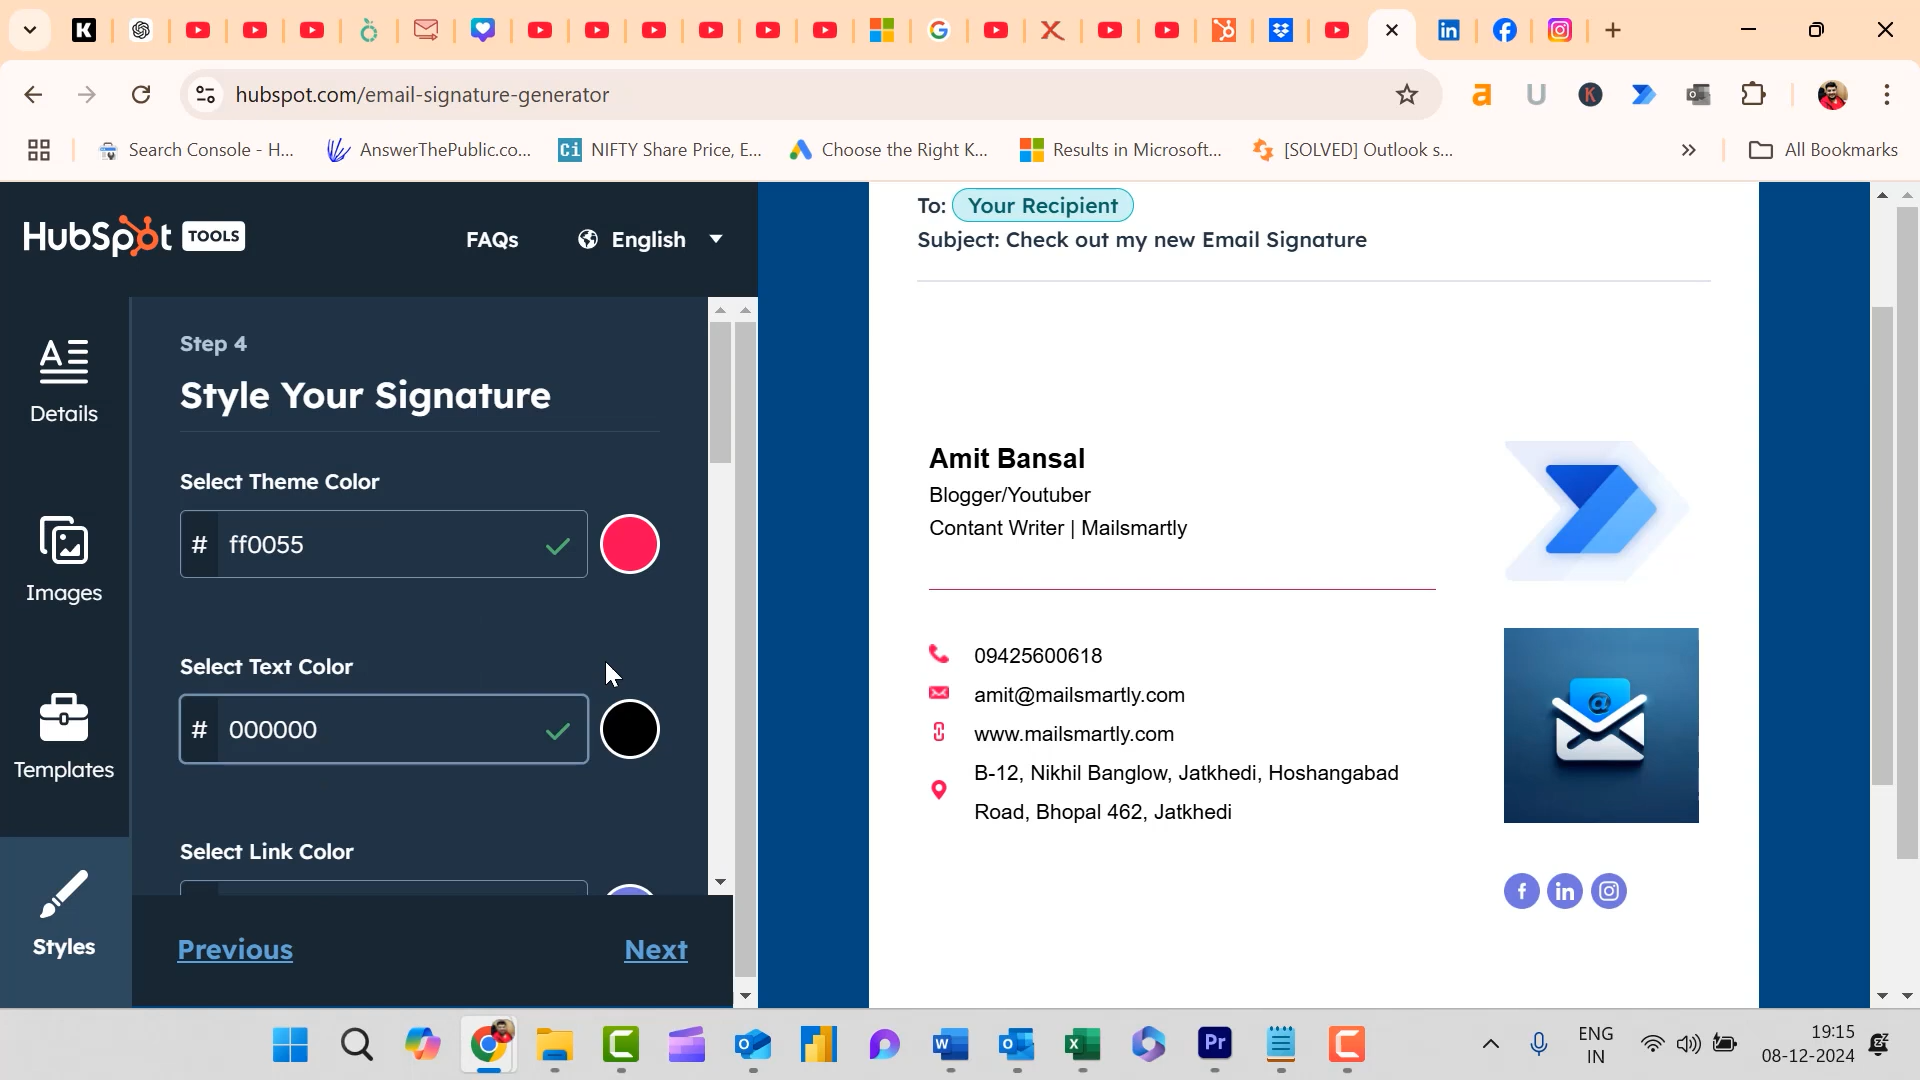 hubspot.com/email-signature-generator
Search Console - H...
AnswerThePublic.co...
Ci NIFTY Share Price, E...
Choose the Right K...
Results in Microsoft...
[SOLVED] Outlook s...
All Bookmarks
HubSpot TOOLS
FAQs
English
To: Your Recipient
Subject: Check out my new Email Signature
Details
Images
Templates
Styles
Step 4
Style Your Signature
Select Theme Color
# ff0055
Select Text Color
# 000000
Select Link Color
Previous
Next
Amit Bansal
Blogger/Youtuber
Contant Writer | Mailsmartly
09425600618
amit@mailsmartly.com
www.mailsmartly.com
B-12, Nikhil Banglow, Jatkhedi, Hoshangabad
Road, Bhopal 462, Jatkhedi
ENG
IN
19:15
08-12-2024